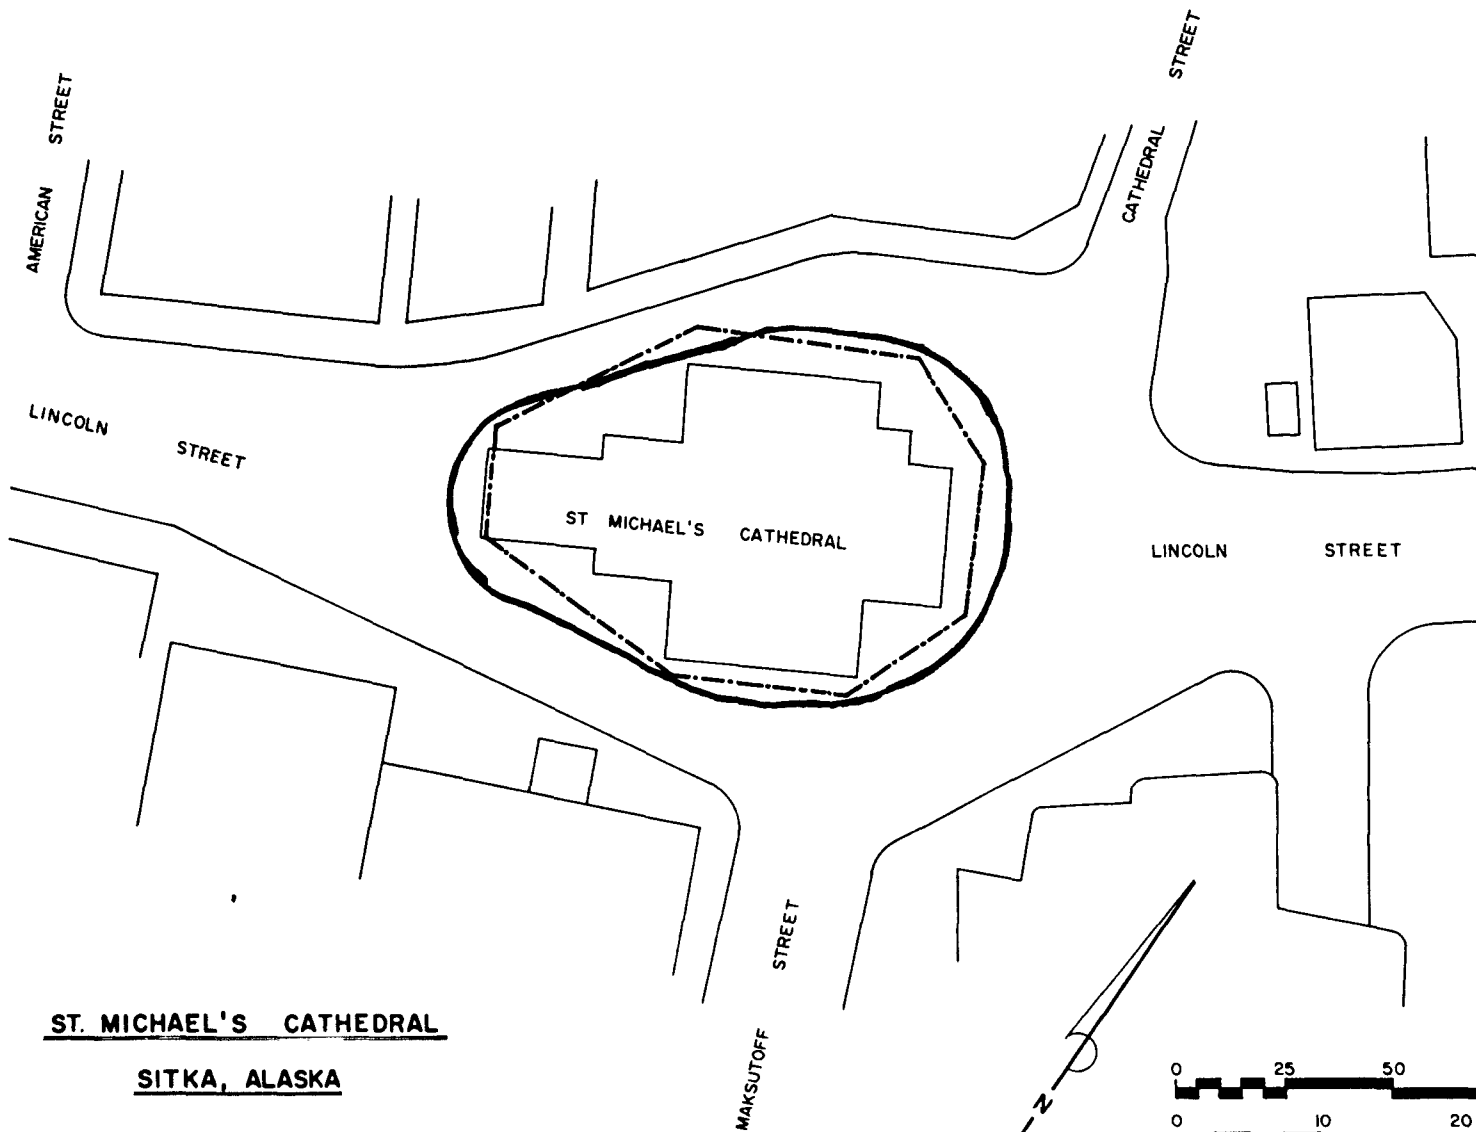 AMERICAN STREET
CATHEDRAL STREET
LINCOLN STREET
ST MICHAEL'S CATHEDRAL
LINCOLN STREET
MAKSUTOFF STREET
ST. MICHAEL'S CATHEDRAL
SITKA, ALASKA
N
0 25 50
0 10 20